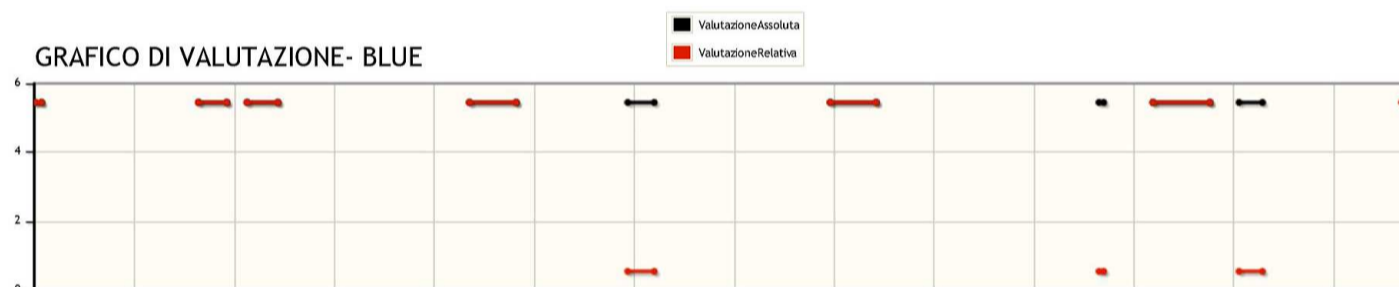 ValutazioneAssoluta
ValutazioneRelativa
GRAFICO DI VALUTAZIONE- BLUE
6
4
2